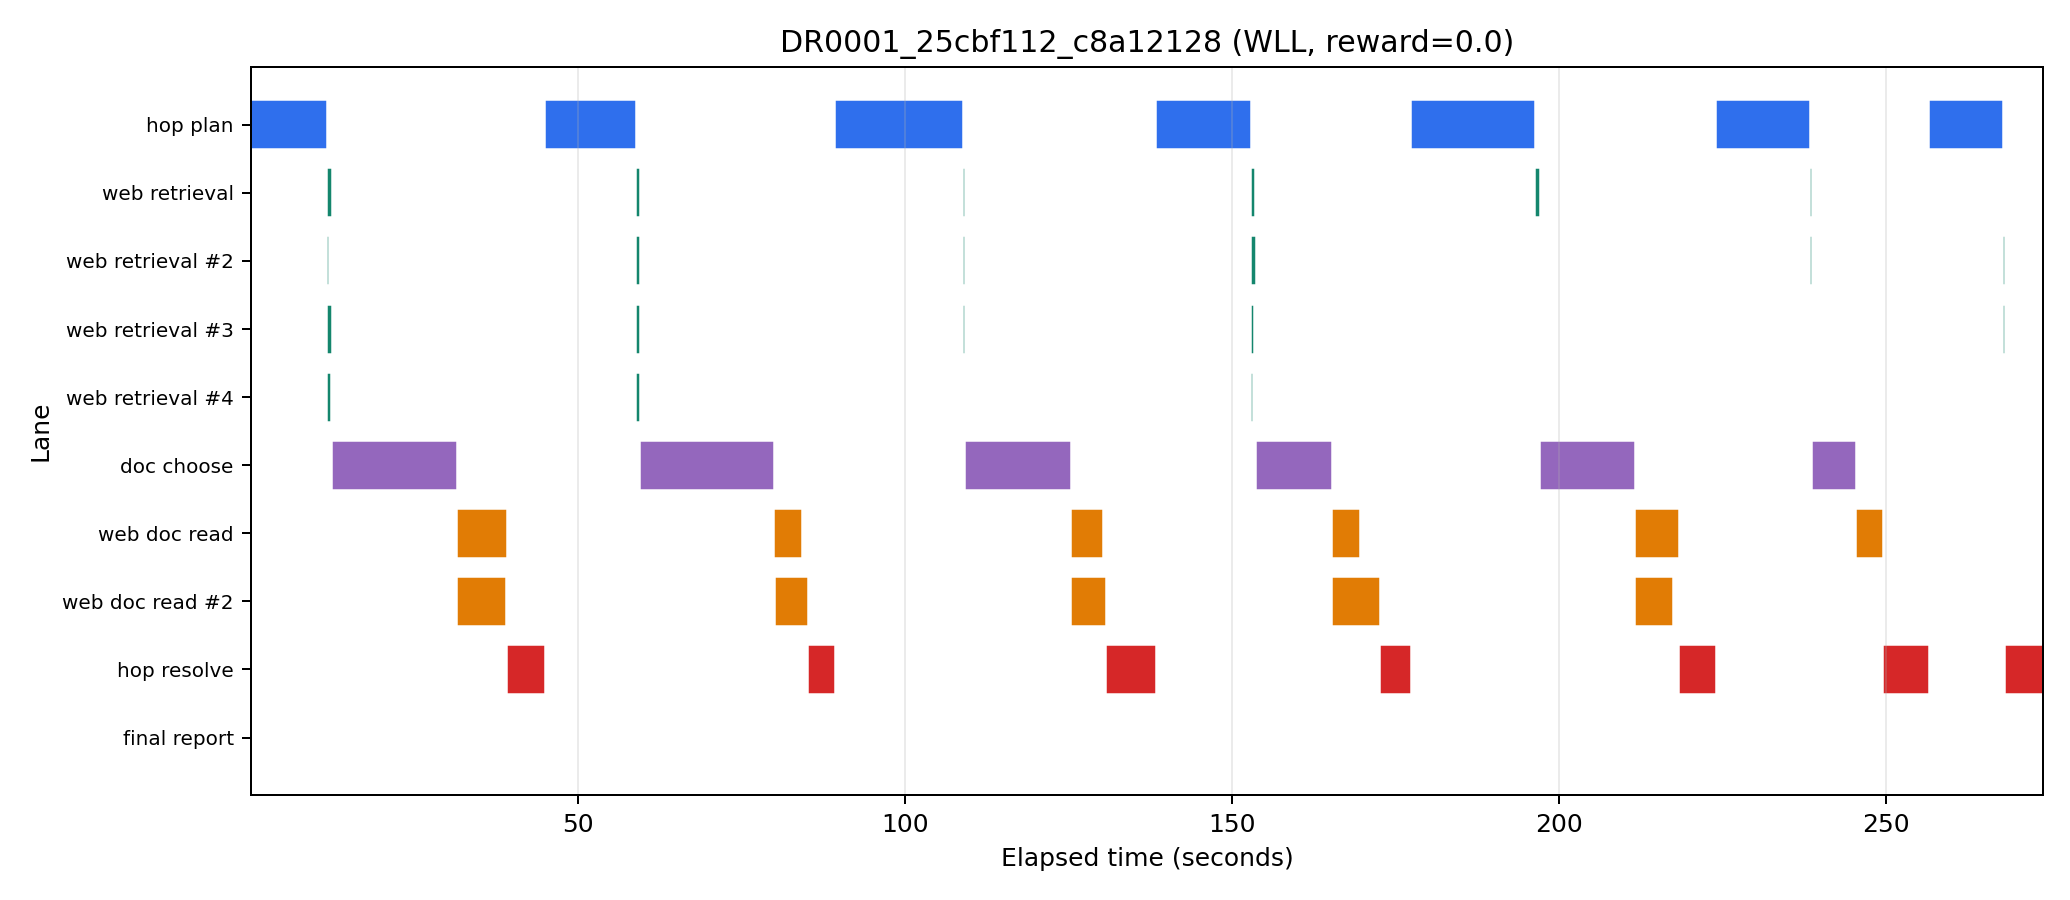 DR0001_25cbf112_c8a12128 (WLL, reward=0.0)
Lane
hop plan
web retrieval
web retrieval #2
web retrieval #3
web retrieval #4
doc choose
web doc read
web doc read #2
hop resolve
final report
50 100 150 200 250
Elapsed time (seconds)